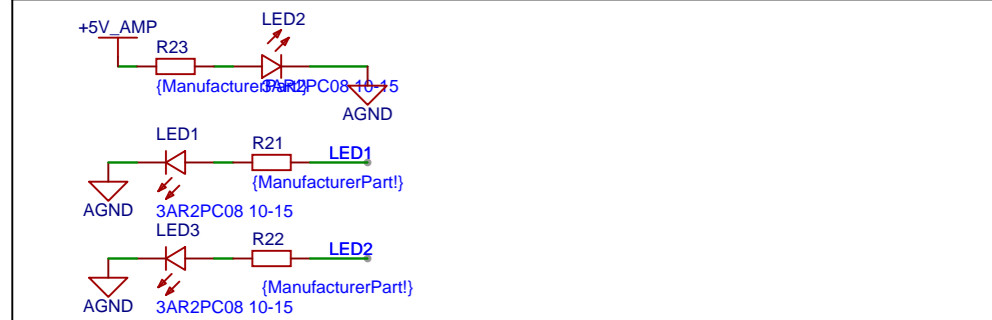 LED2
+5V_AMP
R23
{ManufacturerPart!}
3AR2PC08 10-15
AGND
LED1
R21
LED1
{ManufacturerPart!}
AGND
3AR2PC08 10-15
LED3
R22
LED2
{ManufacturerPart!}
AGND
3AR2PC08 10-15